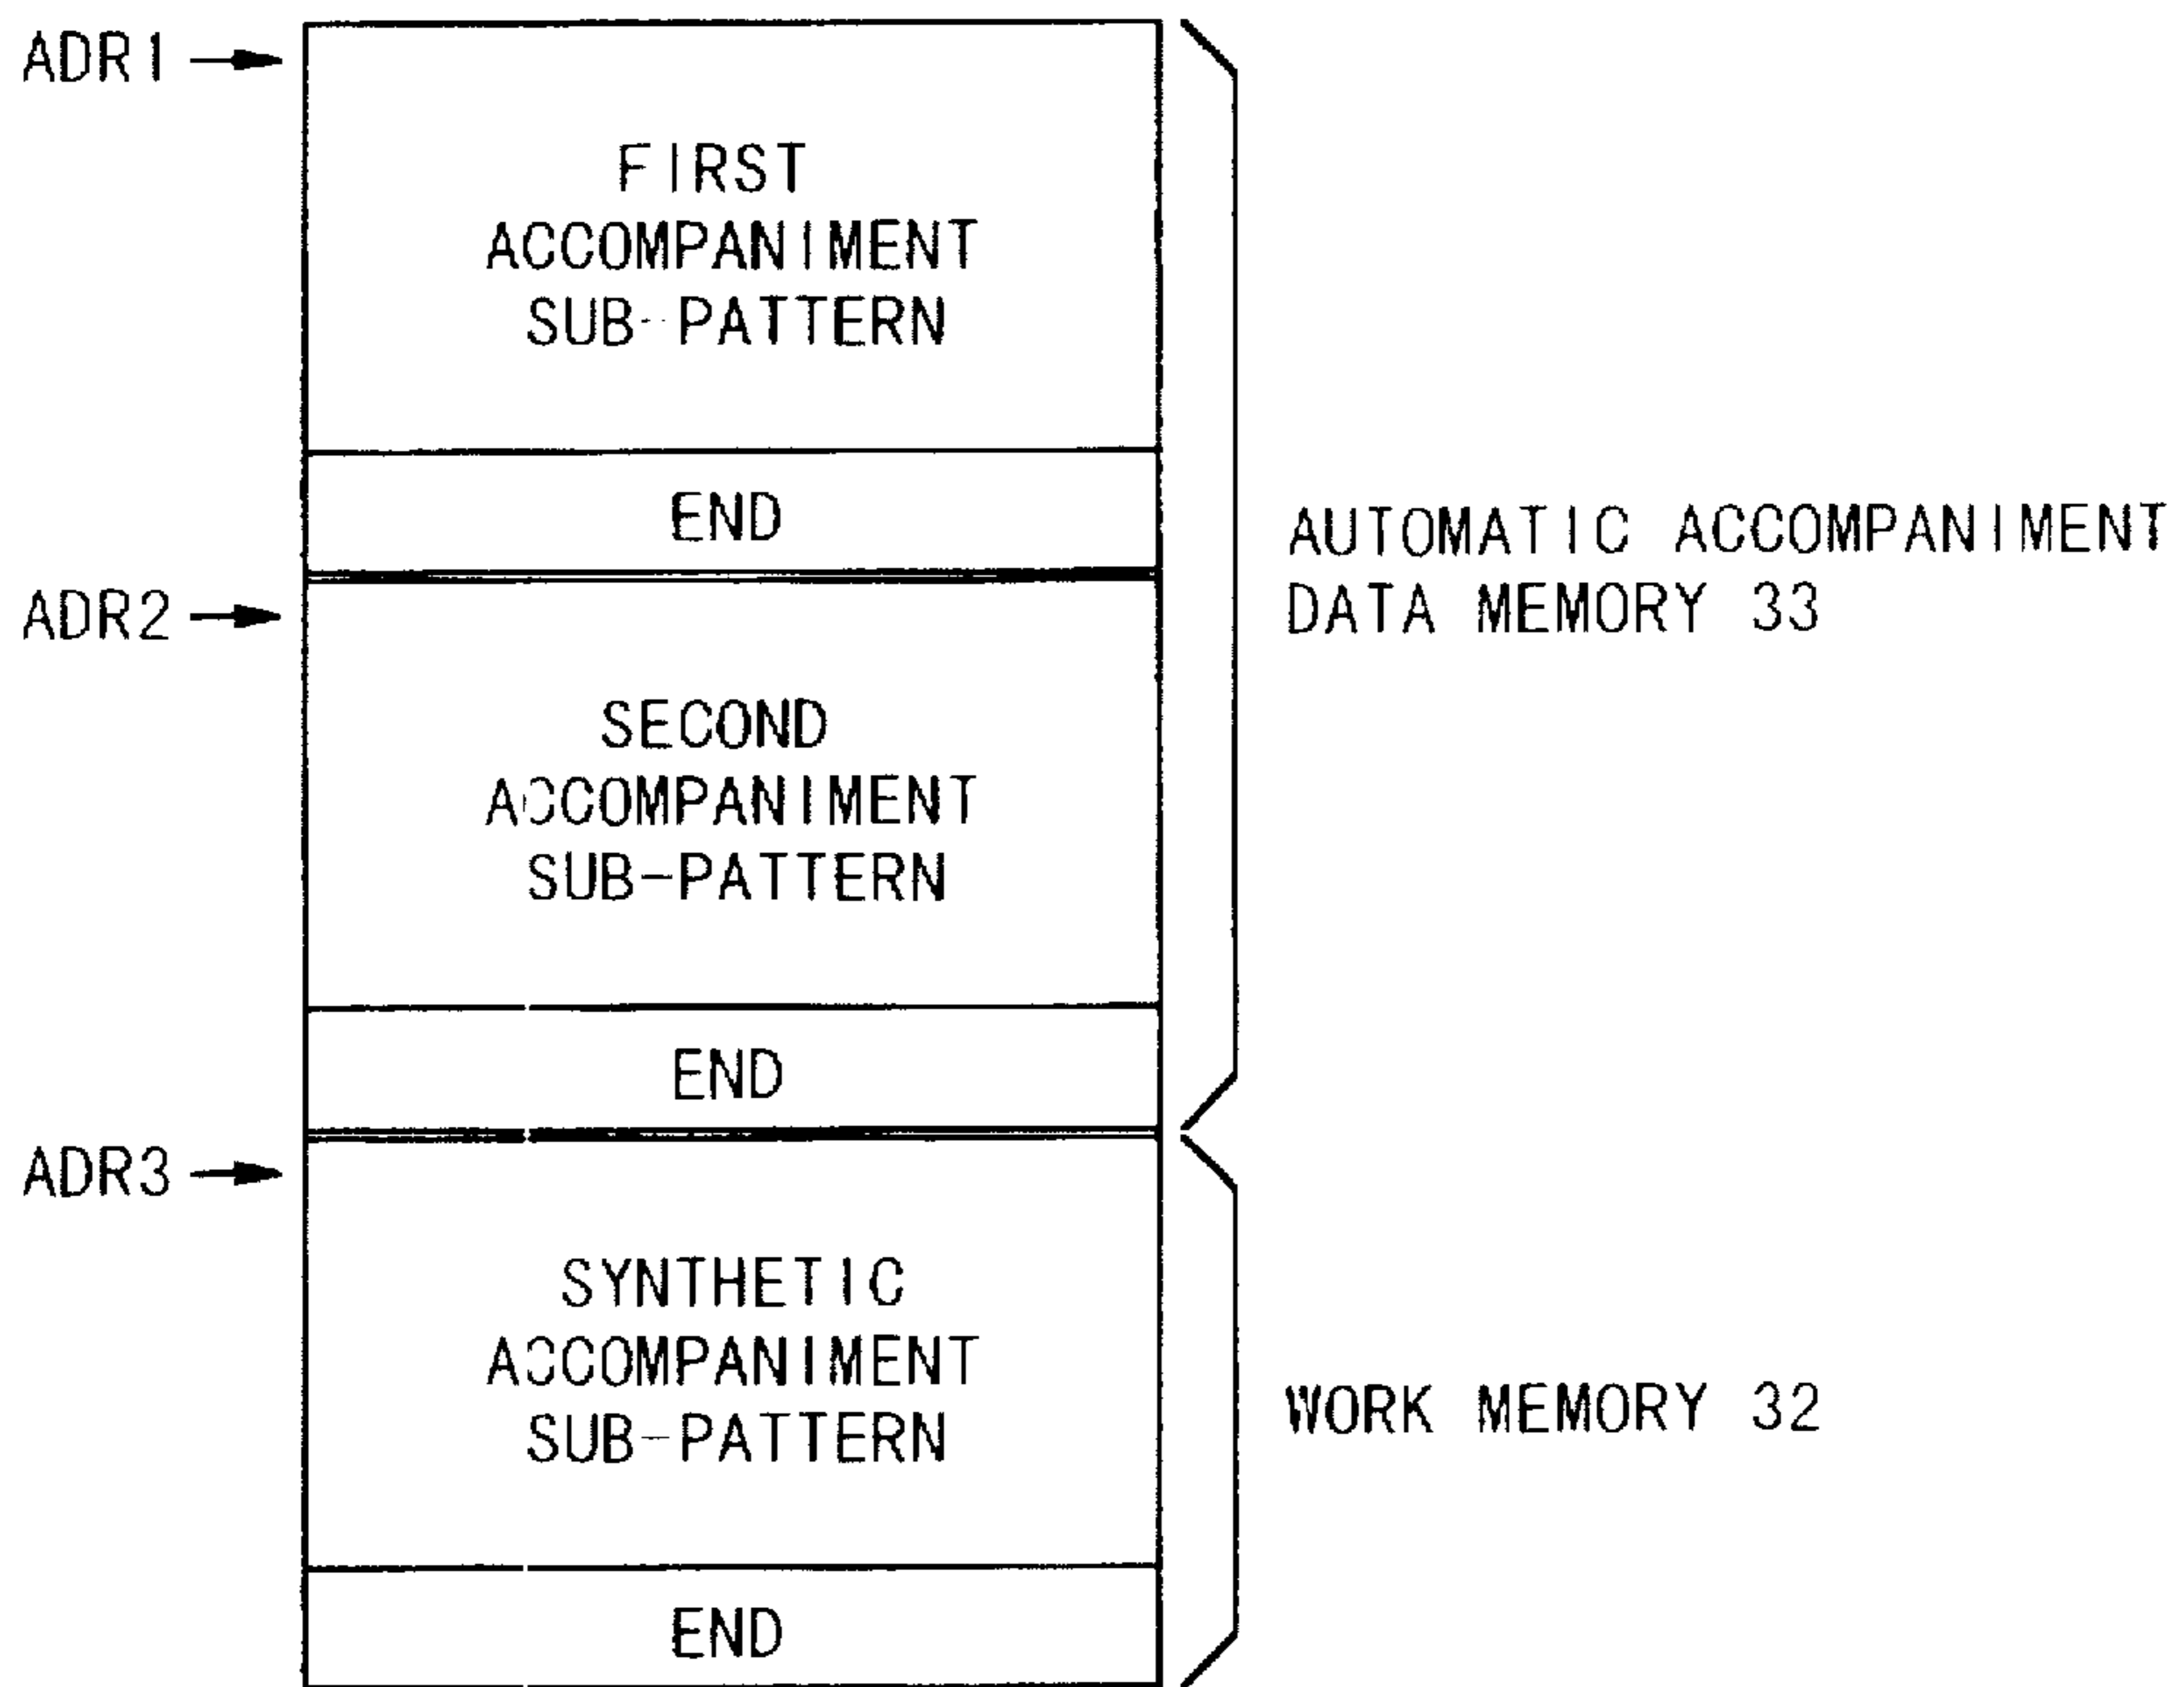 ADR1
FIRST
ACCOMPANIMENT
SUB-PATTERN
END
AUTOMATIC ACCOMPANIMENT
DATA MEMORY 33
ADR2
SECOND
ACCOMPANIMENT
SUB-PATTERN
END
ADR3
SYNTHETIC
ACCOMPANIMENT
SUB-PATTERN
WORK MEMORY 32
END